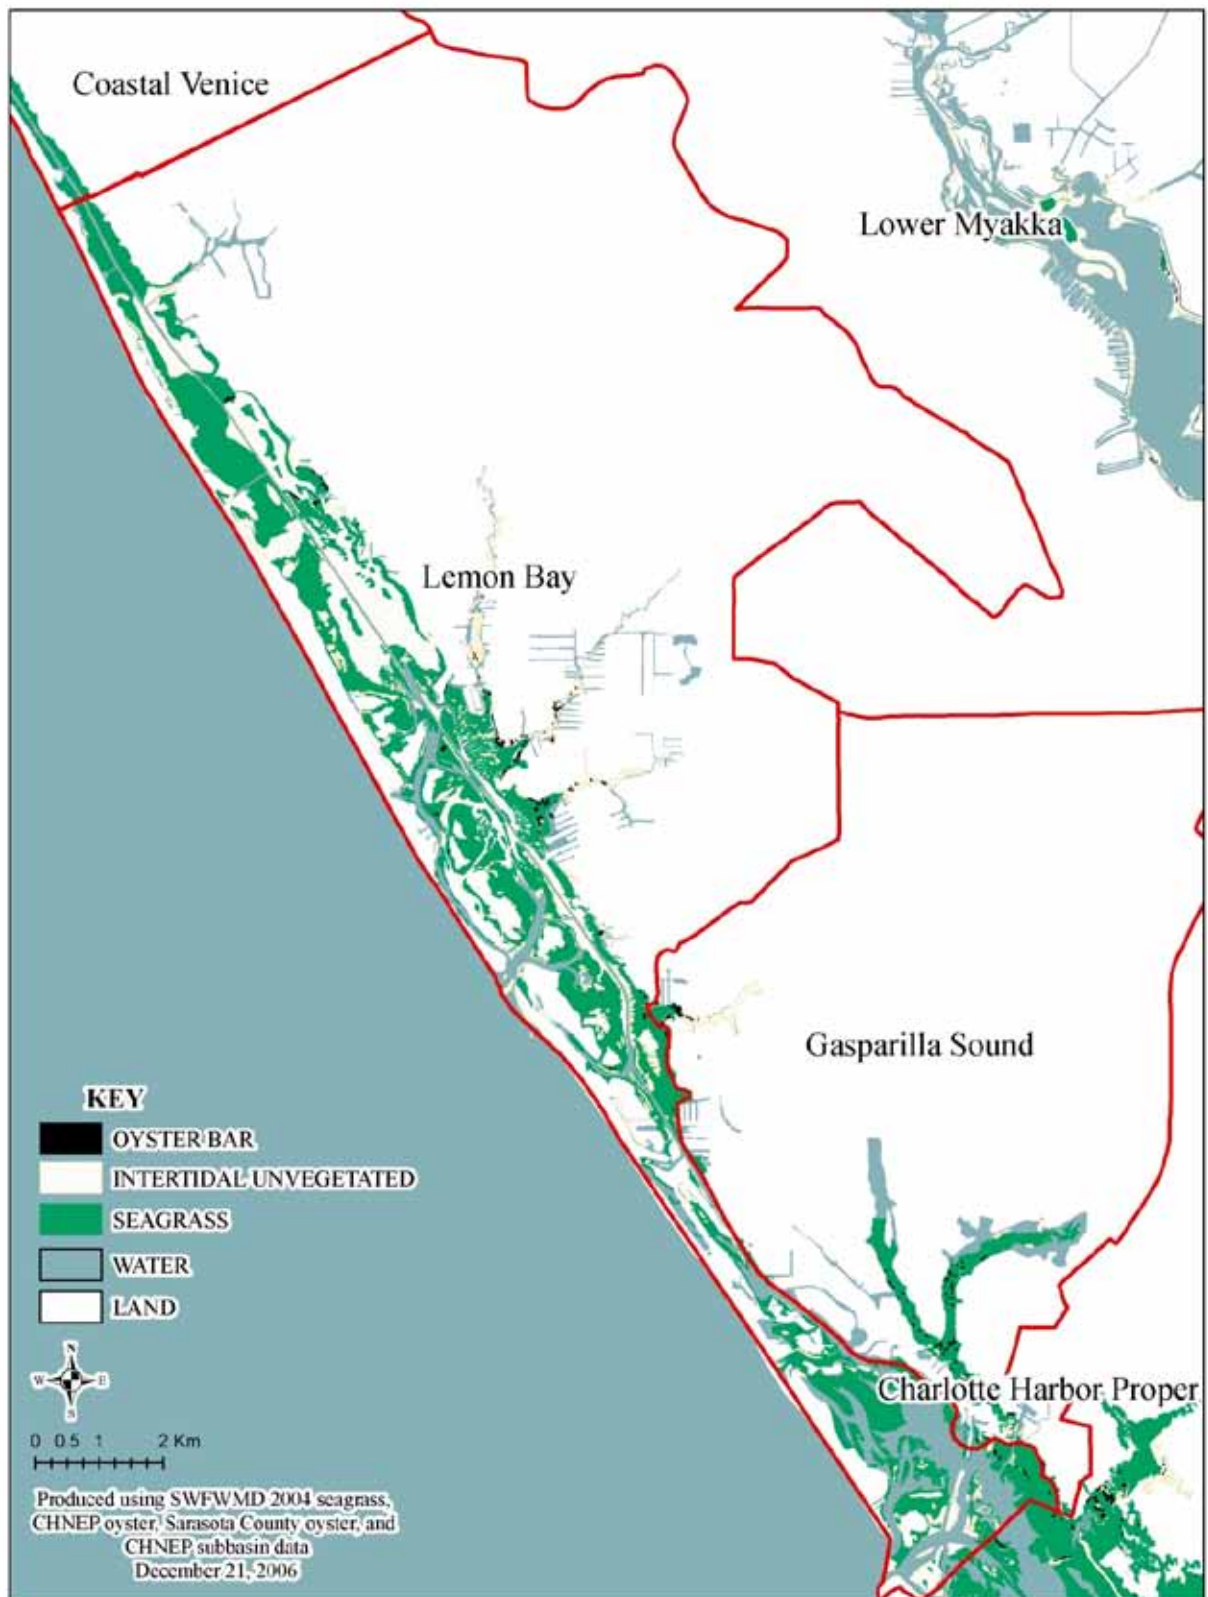 Coastal Venice
Lower Myakka
Lemon Bay
Gasparilla Sound
Charlotte Harbor Proper
KEY
OYSTER BAR
INTERTIDAL UNVEGETATED
SEAGRASS
WATER
LAND
N
W E
S
0 0.5 1 2 Km
Produced using SWFWMD 2004 seagrass,
CHNEP oyster, Sarasota County oyster, and
CHNEP subbasin data
December 21, 2006